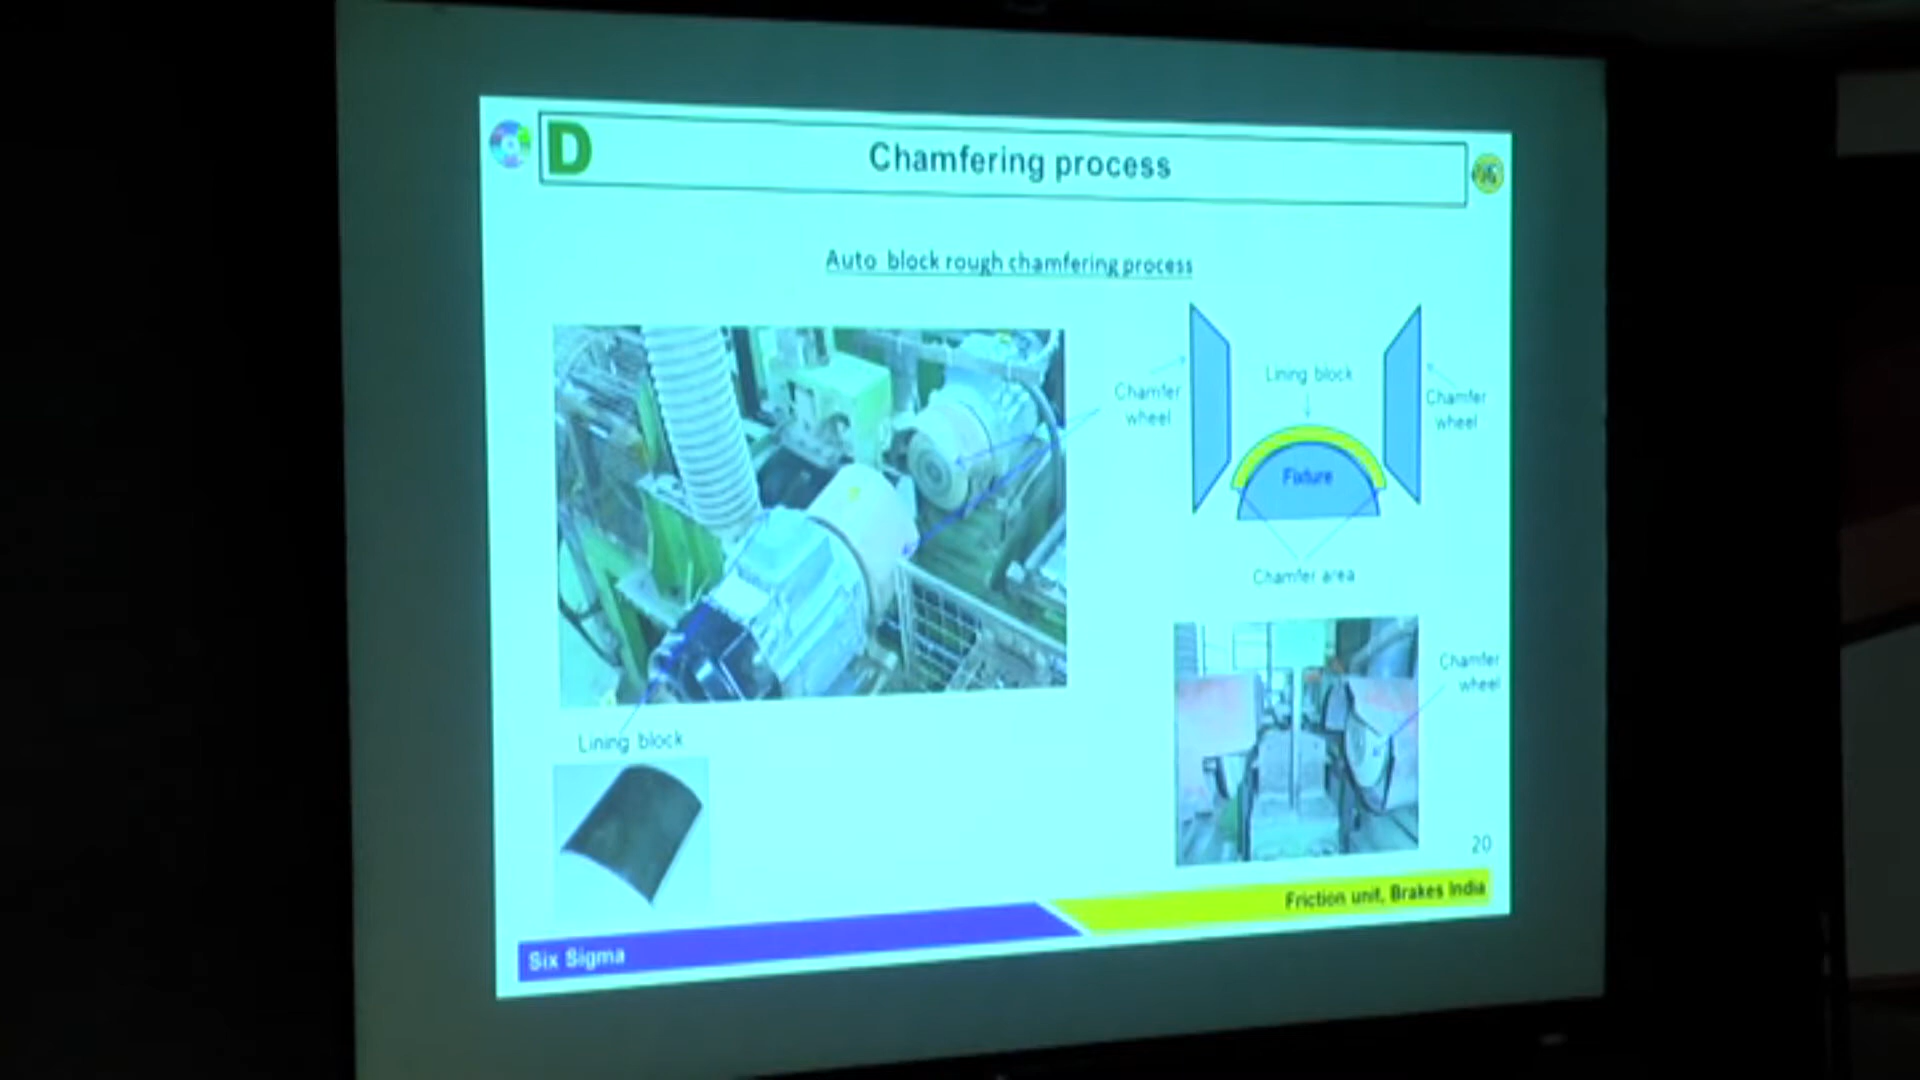 D
Chamfering process
Auto block rough chamfering process
Chamfer
wheel
Lining block
Chamfer
wheel
Fixture
Chamfer area
Chamfer
wheel
Lining block
20
Friction unit, Brakes India
Six Sigma